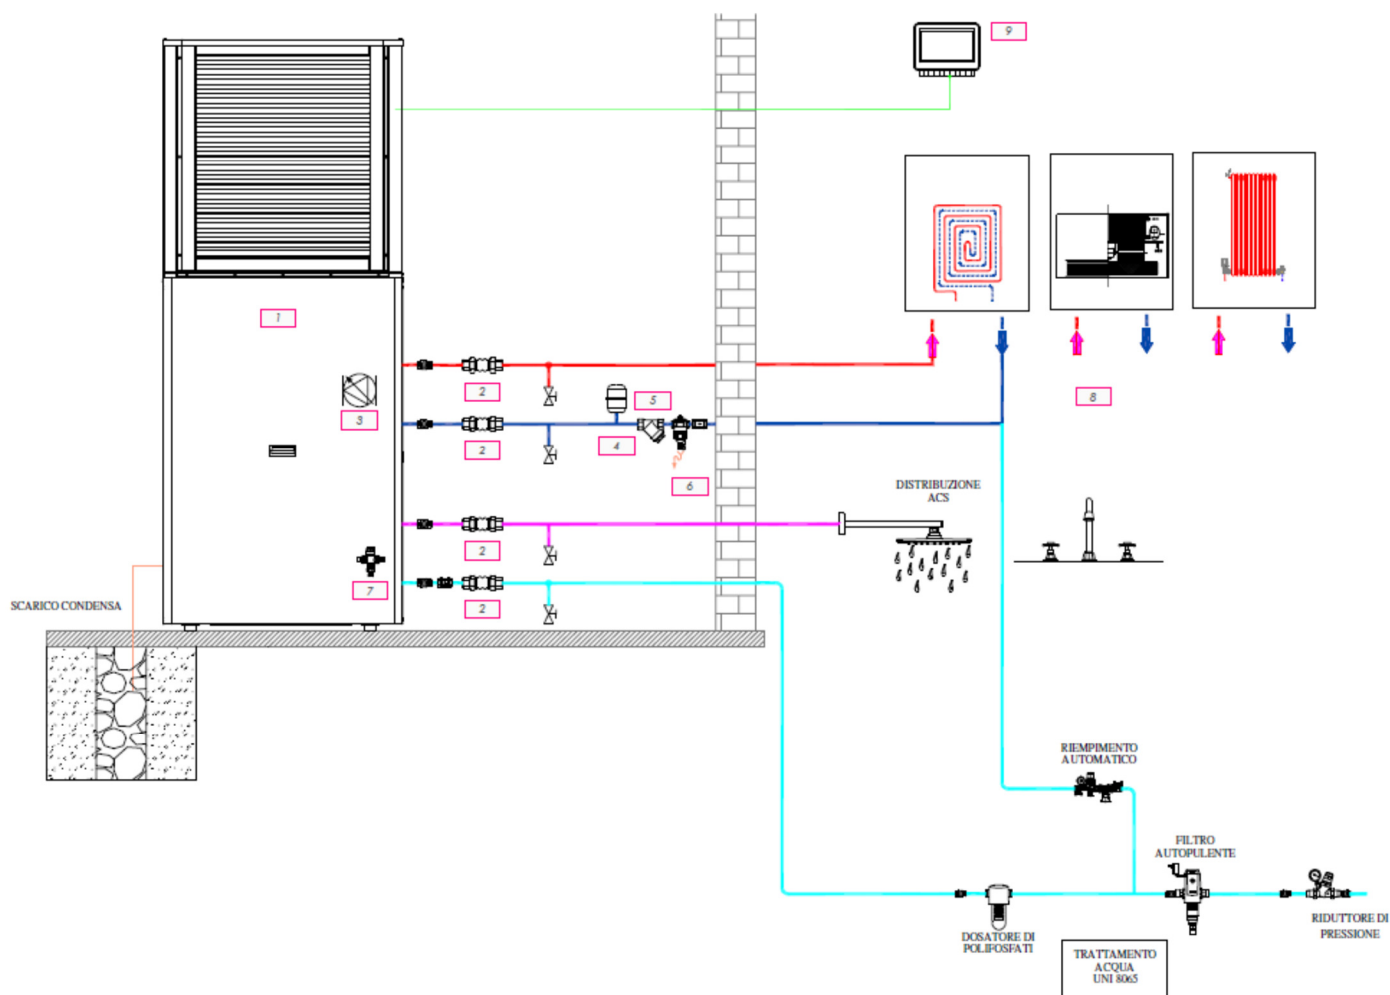 9
1
2
5
3
2
4
6
DISTRIBUZIONE
ACS
8
2
7
2
SCARICO CONDENSA
RIEMPIMENTO
AUTOMATICO
FILTRO
AUTOPULENTE
DOSATORE DI
POLIFOSFATI
RIDUTTORE DI
PRESSIONE
TRATTAMENTO
ACQUA
UNI 8065